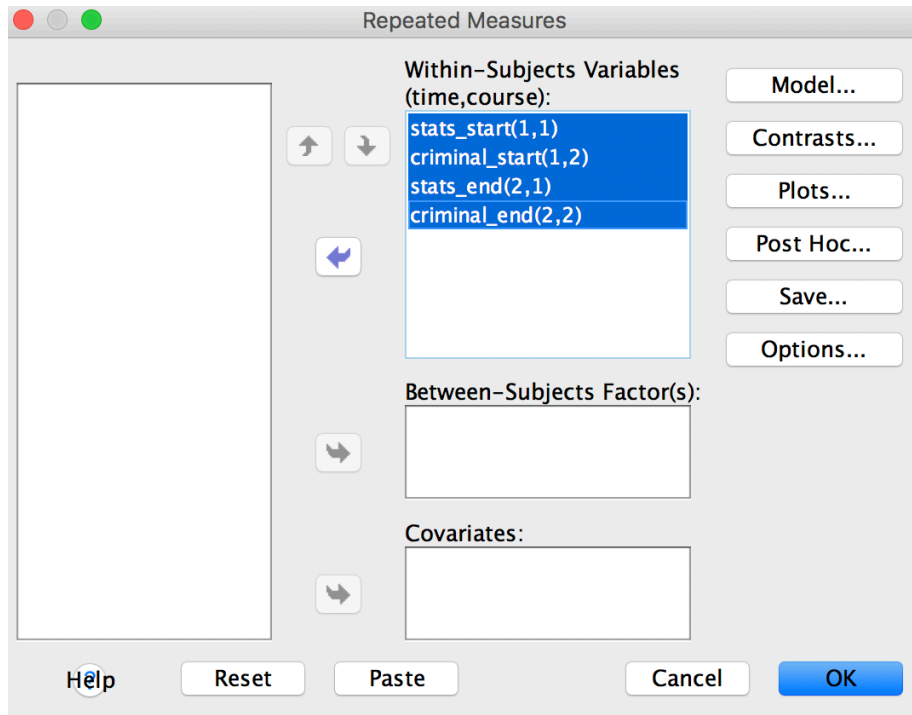 Repeated Measures
Within-Subjects Variables
(time,course):
stats_start(1,1)
criminal_start(1,2)
stats_end(2,1)
criminal_end(2,2)
Model...
Contrasts...
Plots...
Post Hoc...
Save...
Options...
Between-Subjects Factor(s):
Covariates:
Help
Reset
Paste
Cancel
OK